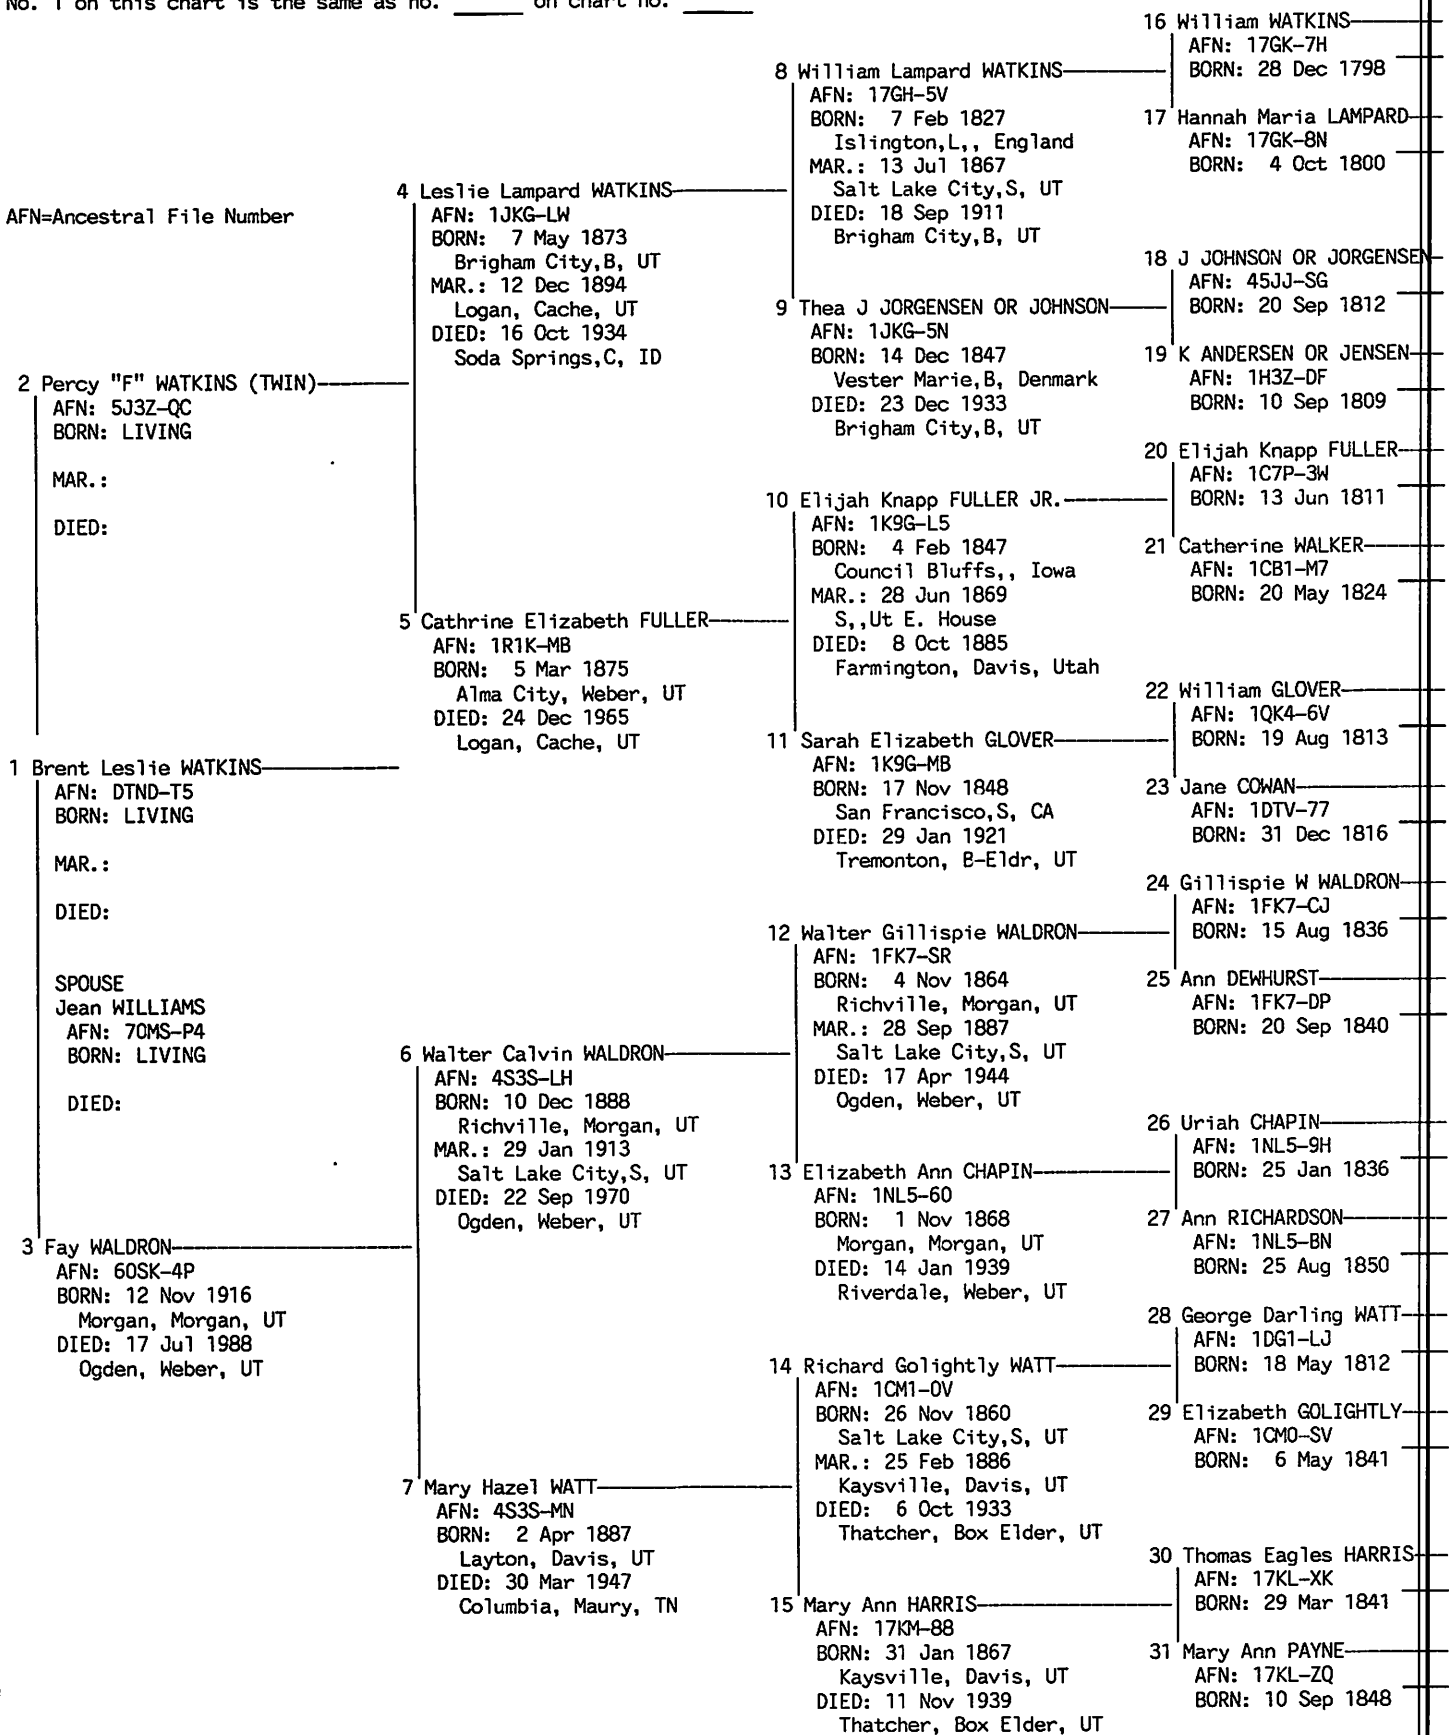 No. 1 on this chart is the same as no. _____ on chart no. _____
AFN=Ancestral File Number
1 Brent Leslie WATKINS
AFN: DTND-T5
BORN: LIVING
MAR.:
DIED:
SPOUSE
Jean WILLIAMS
AFN: 70MS-P4
BORN: LIVING
DIED:
2 Percy "F" WATKINS (TWIN)
AFN: 5J3Z-QC
BORN: LIVING
MAR.:
DIED:
3 Fay WALDRON
AFN: 60SK-4P
BORN: 12 Nov 1916
Morgan, Morgan, UT
DIED: 17 Jul 1988
Ogden, Weber, UT
4 Leslie Lampard WATKINS
AFN: 1JKG-LW
BORN: 7 May 1873
Brigham City,B, UT
MAR.: 12 Dec 1894
Logan, Cache, UT
DIED: 16 Oct 1934
Soda Springs,C, ID
5 Cathrine Elizabeth FULLER
AFN: 1R1K-MB
BORN: 5 Mar 1875
Alma City, Weber, UT
DIED: 24 Dec 1965
Logan, Cache, UT
6 Walter Calvin WALDRON
AFN: 4S3S-LH
BORN: 10 Dec 1888
Richville, Morgan, UT
MAR.: 29 Jan 1913
Salt Lake City,S, UT
DIED: 22 Sep 1970
Ogden, Weber, UT
7 Mary Hazel WATT
AFN: 4S3S-MN
BORN: 2 Apr 1887
Layton, Davis, UT
DIED: 30 Mar 1947
Columbia, Maury, TN
8 William Lampard WATKINS
AFN: 17GH-5V
BORN: 7 Feb 1827
Islington,L,, England
MAR.: 13 Jul 1867
Salt Lake City,S, UT
DIED: 18 Sep 1911
Brigham City,B, UT
9 Thea J JORGENSEN OR JOHNSON
AFN: 1JKG-5N
BORN: 14 Dec 1847
Vester Marie,B, Denmark
DIED: 23 Dec 1933
Brigham City,B, UT
10 Elijah Knapp FULLER JR.
AFN: 1K9G-L5
BORN: 4 Feb 1847
Council Bluffs,, Iowa
MAR.: 28 Jun 1869
S,,Ut E. House
DIED: 8 Oct 1885
Farmington, Davis, Utah
11 Sarah Elizabeth GLOVER
AFN: 1K9G-MB
BORN: 17 Nov 1848
San Francisco,S, CA
DIED: 29 Jan 1921
Tremonton, B-Eldr, UT
12 Walter Gillispie WALDRON
AFN: 1FK7-SR
BORN: 4 Nov 1864
Richville, Morgan, UT
MAR.: 28 Sep 1887
Salt Lake City,S, UT
DIED: 17 Apr 1944
Ogden, Weber, UT
13 Elizabeth Ann CHAPIN
AFN: 1NL5-60
BORN: 1 Nov 1868
Morgan, Morgan, UT
DIED: 14 Jan 1939
Riverdale, Weber, UT
14 Richard Golightly WATT
AFN: 1CM1-0V
BORN: 26 Nov 1860
Salt Lake City,S, UT
MAR.: 25 Feb 1886
Kaysville, Davis, UT
DIED: 6 Oct 1933
Thatcher, Box Elder, UT
15 Mary Ann HARRIS
AFN: 17KM-88
BORN: 31 Jan 1867
Kaysville, Davis, UT
DIED: 11 Nov 1939
Thatcher, Box Elder, UT
16 William WATKINS
AFN: 17GK-7H
BORN: 28 Dec 1798
17 Hannah Maria LAMPARD
AFN: 17GK-8N
BORN: 4 Oct 1800
18 J JOHNSON OR JORGENSEN
AFN: 45JJ-SG
BORN: 20 Sep 1812
19 K ANDERSEN OR JENSEN
AFN: 1H3Z-DF
BORN: 10 Sep 1809
20 Elijah Knapp FULLER
AFN: 1C7P-3W
BORN: 13 Jun 1811
21 Catherine WALKER
AFN: 1CB1-M7
BORN: 20 May 1824
22 William GLOVER
AFN: 1QK4-6V
BORN: 19 Aug 1813
23 Jane COWAN
AFN: 1DTV-77
BORN: 31 Dec 1816
24 Gillispie W WALDRON
AFN: 1FK7-CJ
BORN: 15 Aug 1836
25 Ann DEWHURST
AFN: 1FK7-DP
BORN: 20 Sep 1840
26 Uriah CHAPIN
AFN: 1NL5-9H
BORN: 25 Jan 1836
27 Ann RICHARDSON
AFN: 1NL5-BN
BORN: 25 Aug 1850
28 George Darling WATT
AFN: 1DG1-LJ
BORN: 18 May 1812
29 Elizabeth GOLIGHTLY
AFN: 1CM0-SV
BORN: 6 May 1841
30 Thomas Eagles HARRIS
AFN: 17KL-XK
BORN: 29 Mar 1841
31 Mary Ann PAYNE
AFN: 17KL-ZQ
BORN: 10 Sep 1848